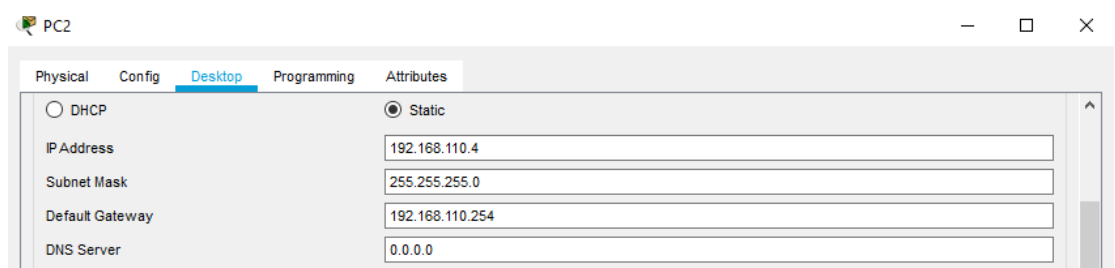 PC2
Physical Config Desktop Programming Attributes
DHCP Static
IP Address 192.168.110.4
Subnet Mask 255.255.255.0
Default Gateway 192.168.110.254
DNS Server 0.0.0.0